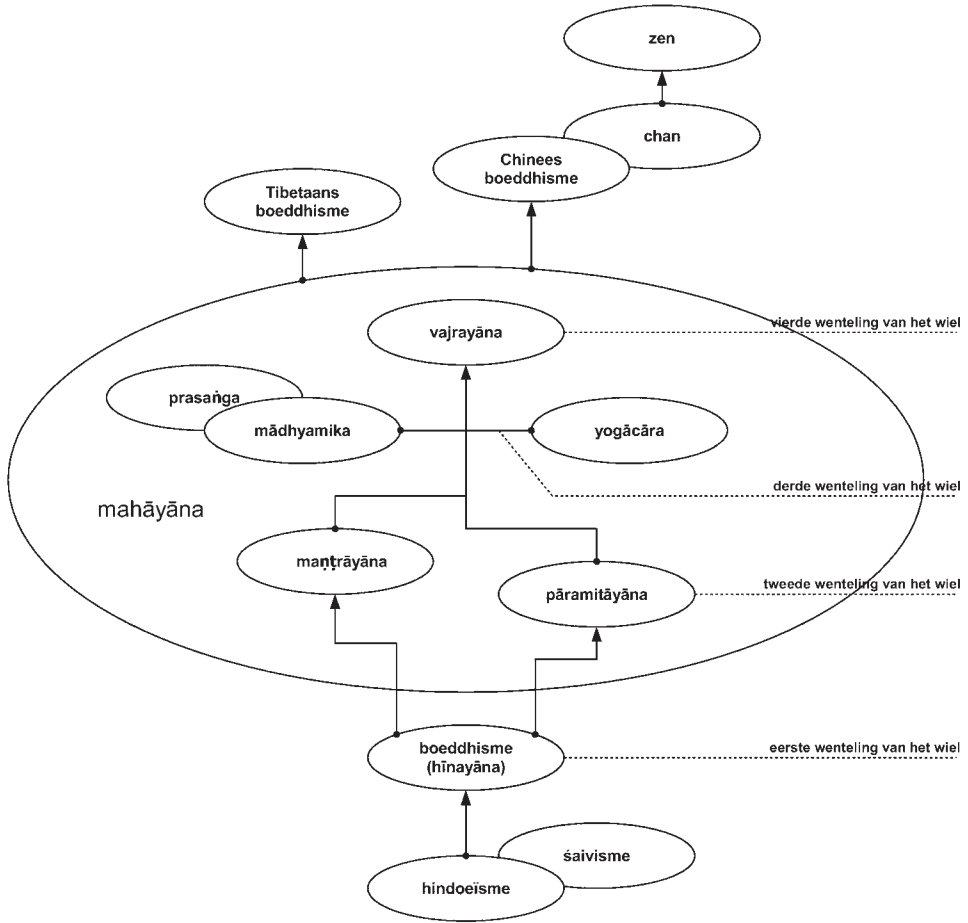 zen
chan
Chinees
boeddhisme
Tibetaans
boeddhisme
vajrayāna
vierde wenteling van het wiel
prasaṅga
mādhyamika
yogācāra
derde wenteling van het wiel
mahāyāna
maṇṭrāyāna
pāramitāyāna
tweede wenteling van het wiel
boeddhisme
(hīnayāna)
eerste wenteling van het wiel
śaivisme
hindoeïsme